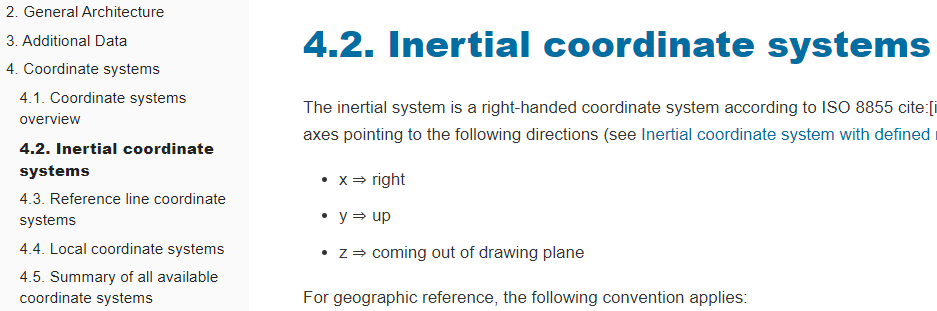 2. General Architecture
3. Additional Data
4. Coordinate systems
4.1. Coordinate systems
overview
4.2. Inertial coordinate
systems
4.3. Reference line coordinate
systems
4.4. Local coordinate systems
4.5. Summary of all available
coordinate systems
4.2. Inertial coordinate systems
The inertial system is a right-handed coordinate system according to ISO 8855 cite:[i
axes pointing to the following directions (see Inertial coordinate system with defined
• x ⇒ right
• y ⇒ up
• z ⇒ coming out of drawing plane
For geographic reference, the following convention applies: